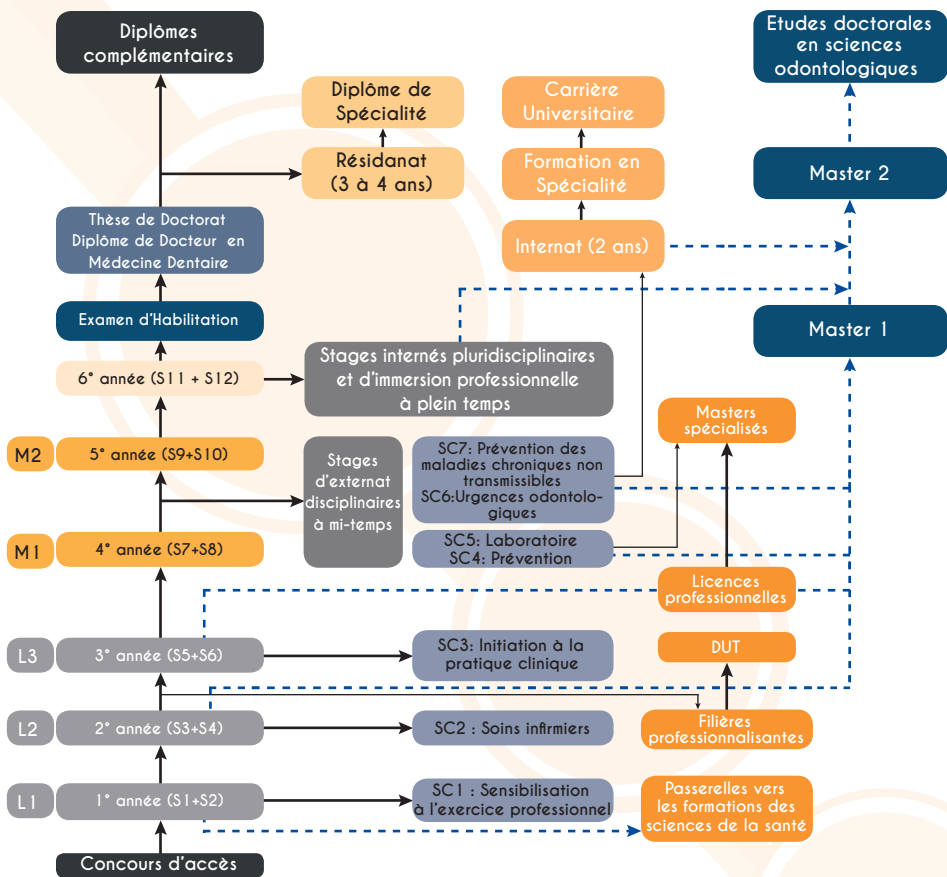 Diplômes
complémentaires
Etudes doctorales
en sciences
odontologiques
Diplôme de
Spécialité
Carrière
Universitaire
Résidanat
(3 à 4 ans)
Formation en
Spécialité
Master 2
Thèse de Doctorat
Diplôme de Docteur en
Médecine Dentaire
Internat (2 ans)
Examen d'Habilitation
Master 1
6° année (S11 + S12)
Stages internés pluridisciplinaires
et d'immersion professionnelle
à plein temps
Masters
spécialisés
M2
5° année (S9+S10)
Stages
d'externat
disciplinaires
à mi-temps
SC7: Prévention des
maladies chroniques non
transmissibles
SC6:Urgences odontolo-
giques
M1
4° année (S7+S8)
SC5: Laboratoire
SC4: Prévention
Licences
professionnelles
L3
3° année (S5+S6)
SC3: Initiation à la
pratique clinique
DUT
L2
2° année (S3+S4)
SC2 : Soins infirmiers
Filières
professionnalisantes
L1
1° année (S1+S2)
SC1 : Sensibilisation
à l'exercice professionnel
Passerelles vers
les formations des
sciences de la santé
Concours d'accès